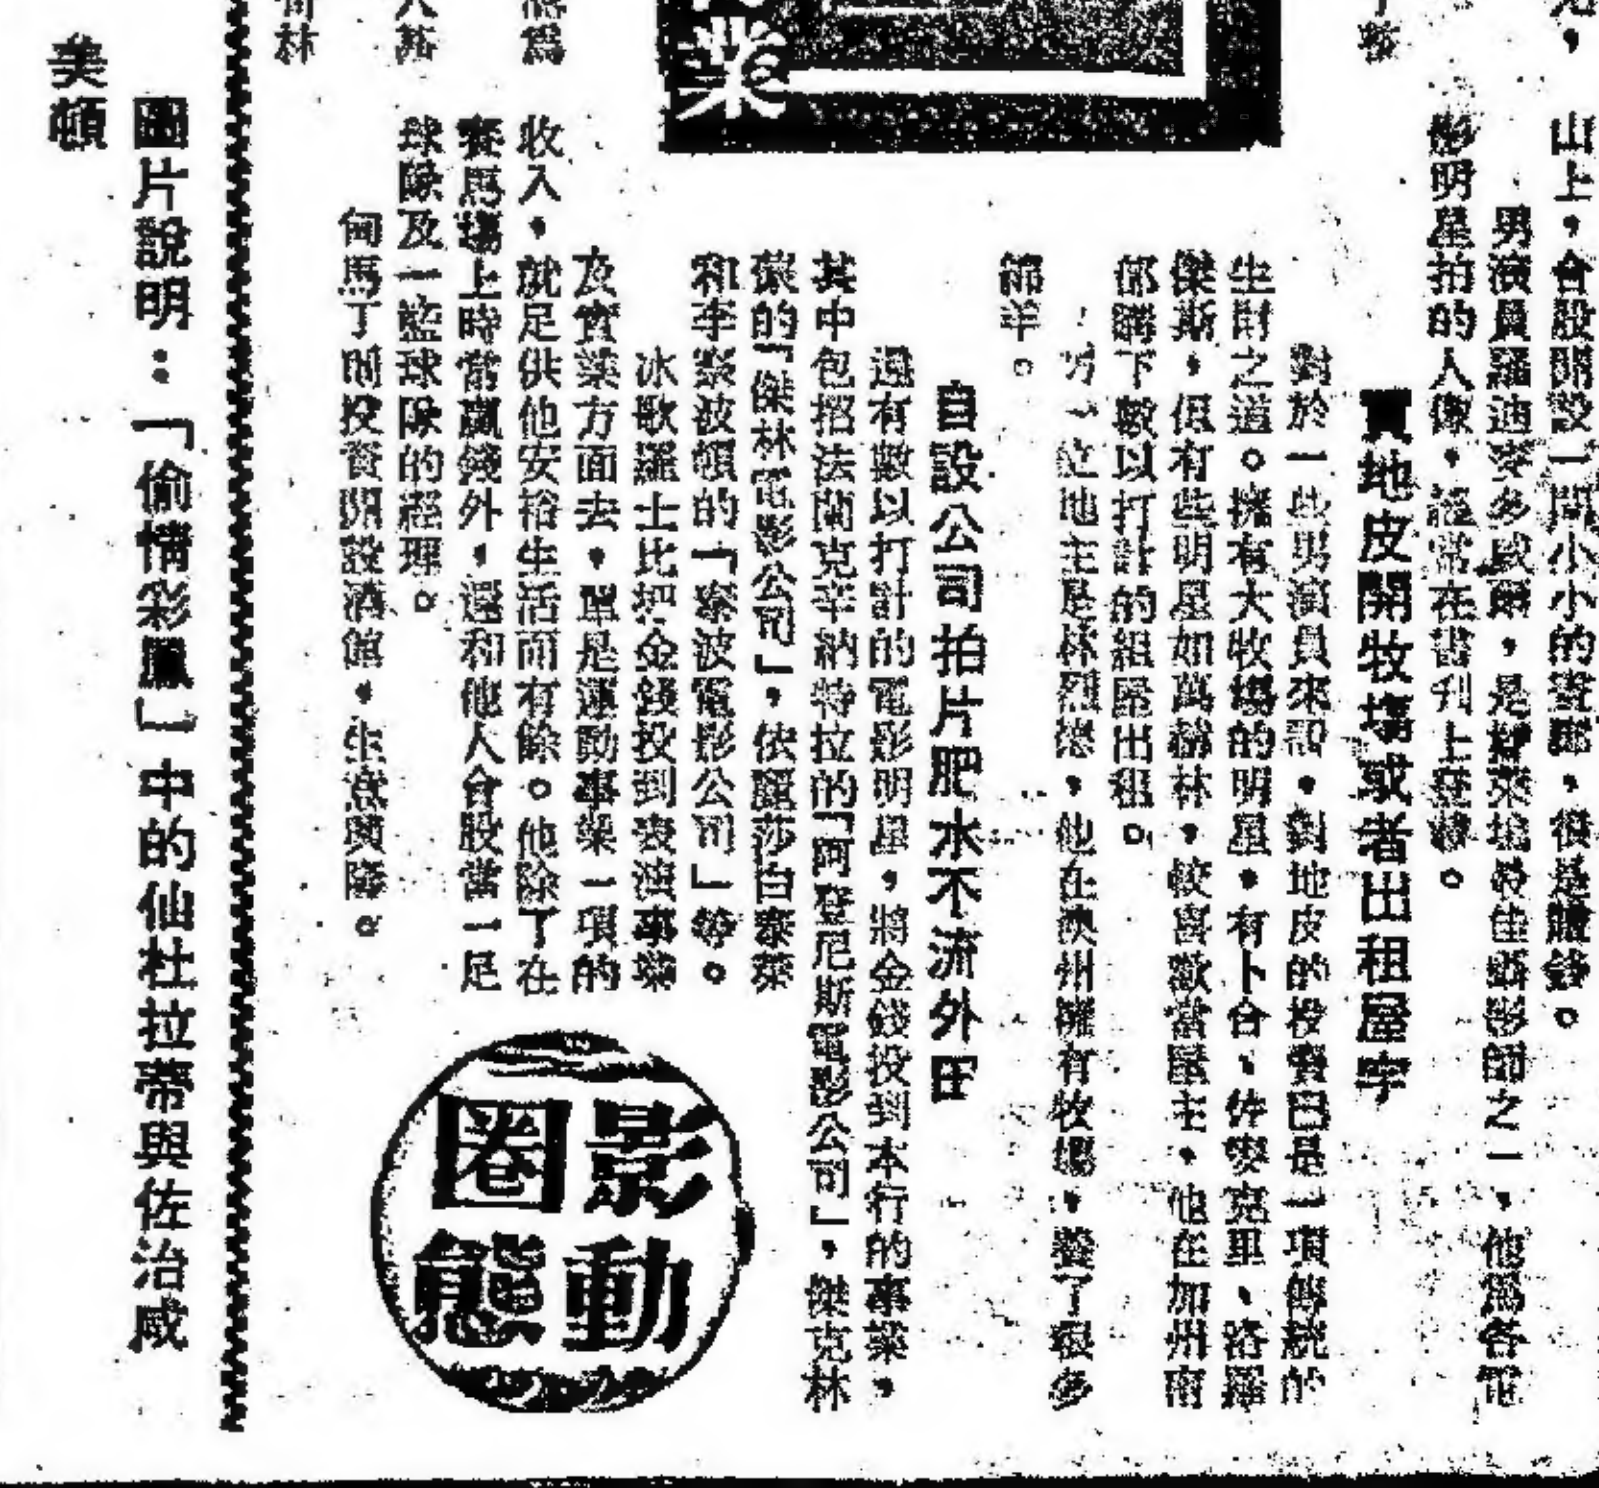 山上，合股開設一間小小的畫廊，很是賺錢。
男演員羅迪麥多威爾，是好萊塢最佳攝影師之一，他為各電
影明星拍的人像，經常在書刊上登載。
買地皮開牧場或者出租屋宇
對於一些男演員來說，對地皮的投資已是一項傳統的
生財之道。擁有大牧場的明星，有卜合、佐麥克里、洛羅
傑斯，但有些明星如萬赫林，較喜歡當屋主，他在加州南
部購下數以打計的組屋出租。
另一位地主是林烈德，他在澳州擁有牧場，養了很多
綿羊。
自設公司拍片肥水不流外田
還有數以打計的電影明星，將金錢投到本行的事業，
其中包括法蘭克辛納特拉的「阿丹尼斯電影公司」，傑克林
蒙的「傑林電影公司」，依麗莎白泰萊
和李察波頓的「泰波電影公司」等。
冰歌羅士比把金錢投到表演事業
及實業方面去，單是運動事業一項的
收入，就足供他安裕生活而有餘。他除了在
賽馬場上時常贏錢外，還和他人合股當一足
球隊及一籃球隊的經理。
甸馬丁則投資開設酒館，生意興隆。
影圈
動態
圖片說明：「偷情彩鳳」中的仙杜拉蒂與佐治咸
美頓
業